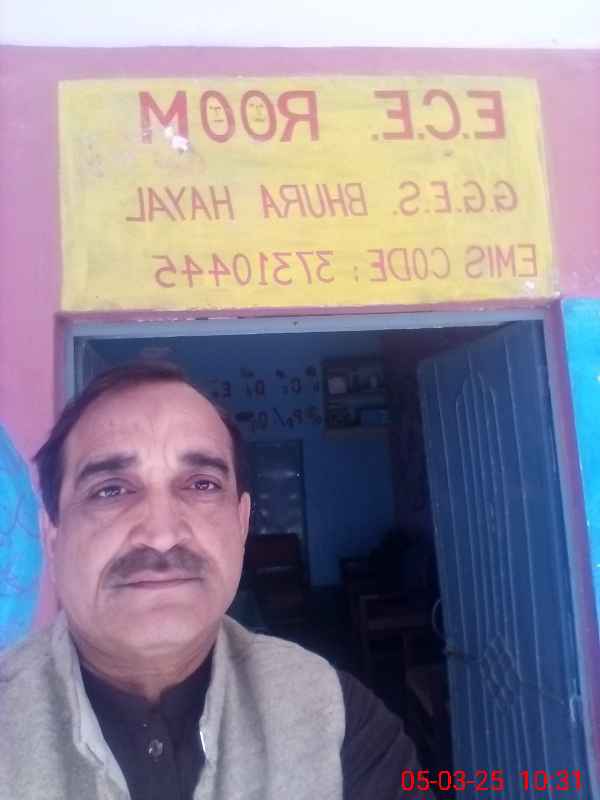 E.C.E. ROOM
G.G.E.S. BHURA HAYAL
EMIS CODE: 37310445
05-03-25 10:31